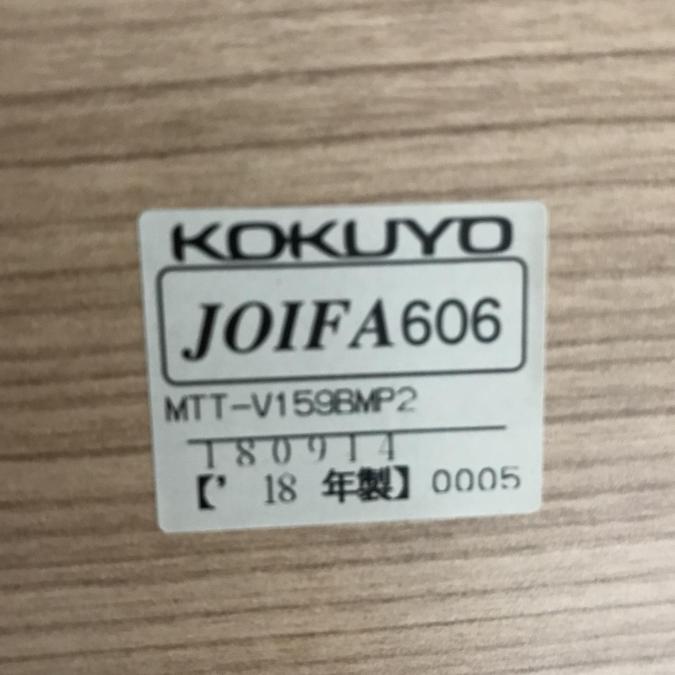 KOKUYO
JOIFA606
MTT-V159BMP2
180914
【’18 年製】0005